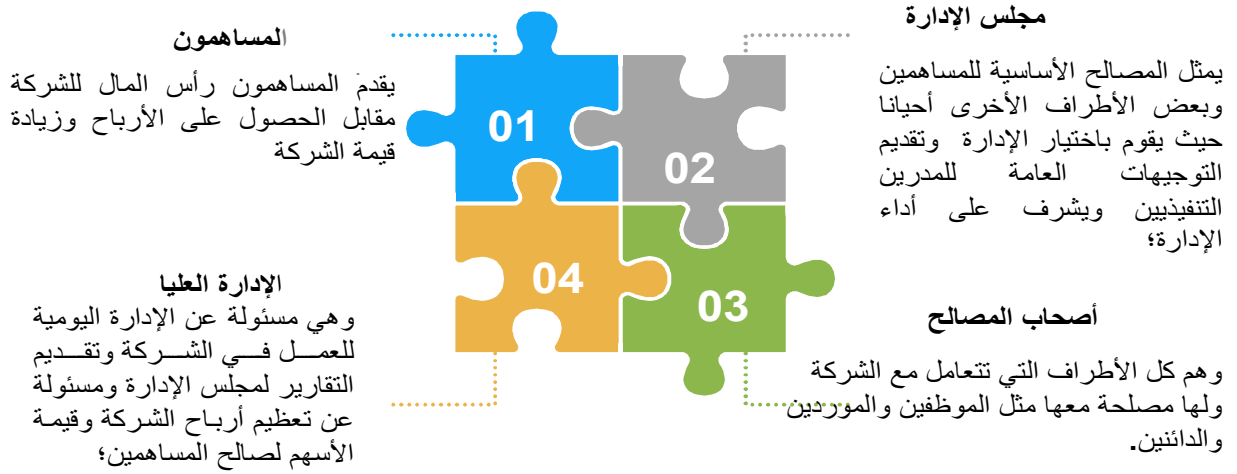 المساهمون
يقدمّ المساهمون رأس المال للشركة
مقابل الحصول على الأرباح وزيادة
قيمة الشركة
01
مجلس الإدارة
يمثل المصالح الأساسية للمساهمين
وبعض الأطراف الأخرى أحيانا
حيث يقوم باختيار الإدارة وتقديم
التوجيهات العامة للمدرين
التنفيذيين ويشرف على أداء
الإدارة؛
02
أصحاب المصالح
وهم كل الأطراف التي تتعامل مع الشركة
ولها مصلحة معها مثل الموظفين والموردين
والدائنين.
03
الإدارة العليا
وهي مسئولة عن الإدارة اليومية
للعمل في الشركة وتقديم
التقارير لمجلس الإدارة ومسئولة
عن تعظيم أرباح الشركة وقيمة
الأسهم لصالح المساهمين؛
04